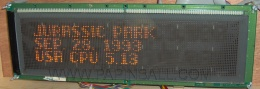 JURASSIC PARK
SEP 28, 1993
USA CPU 5.13